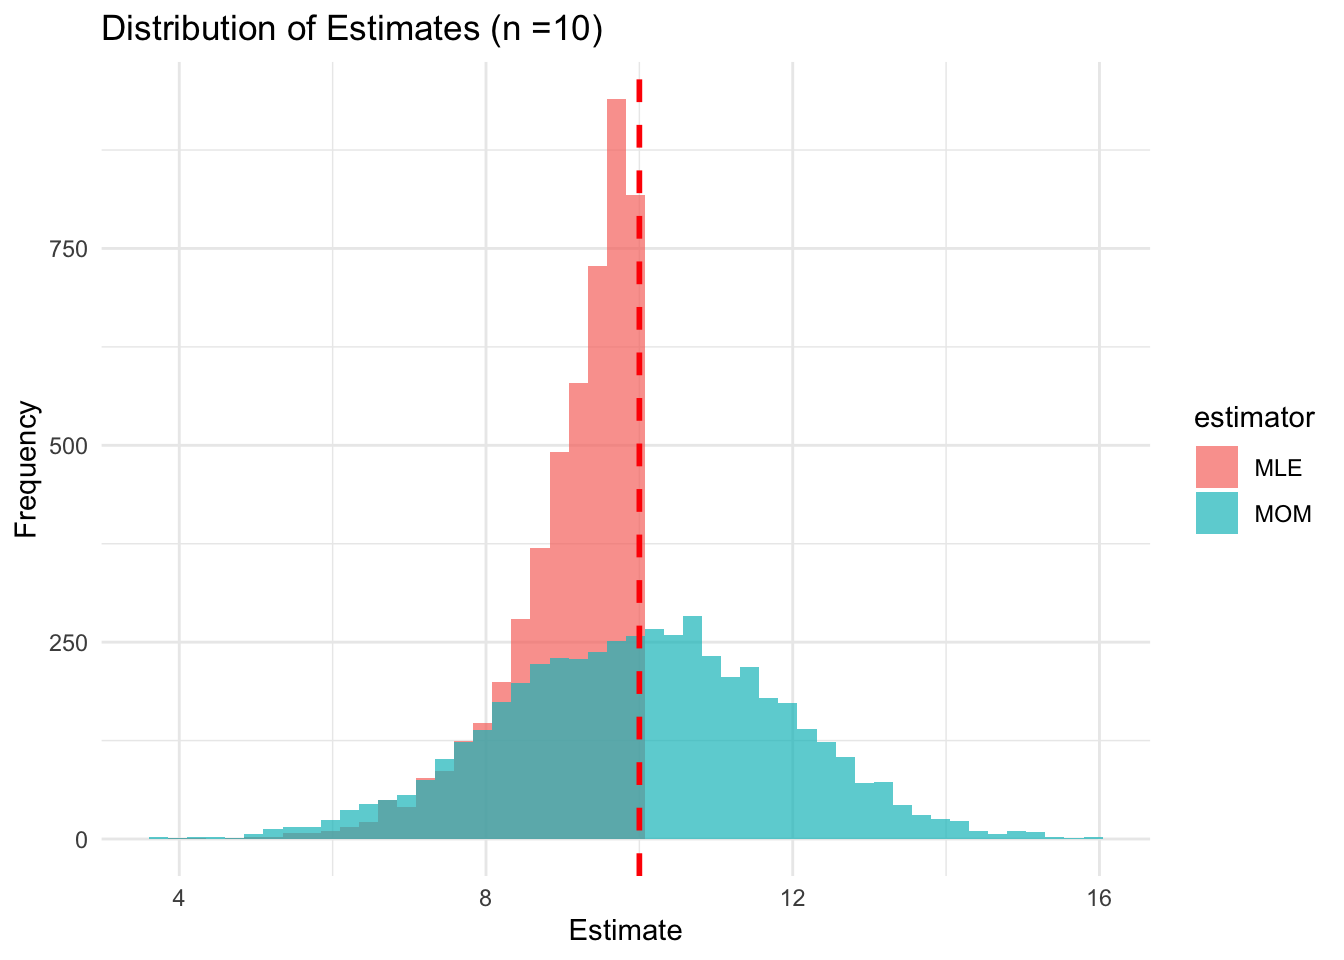 Distribution of Estimates (n =10)
750
500
250
0
Frequency
4
8
12
16
Estimate
estimator
MLE
MOM